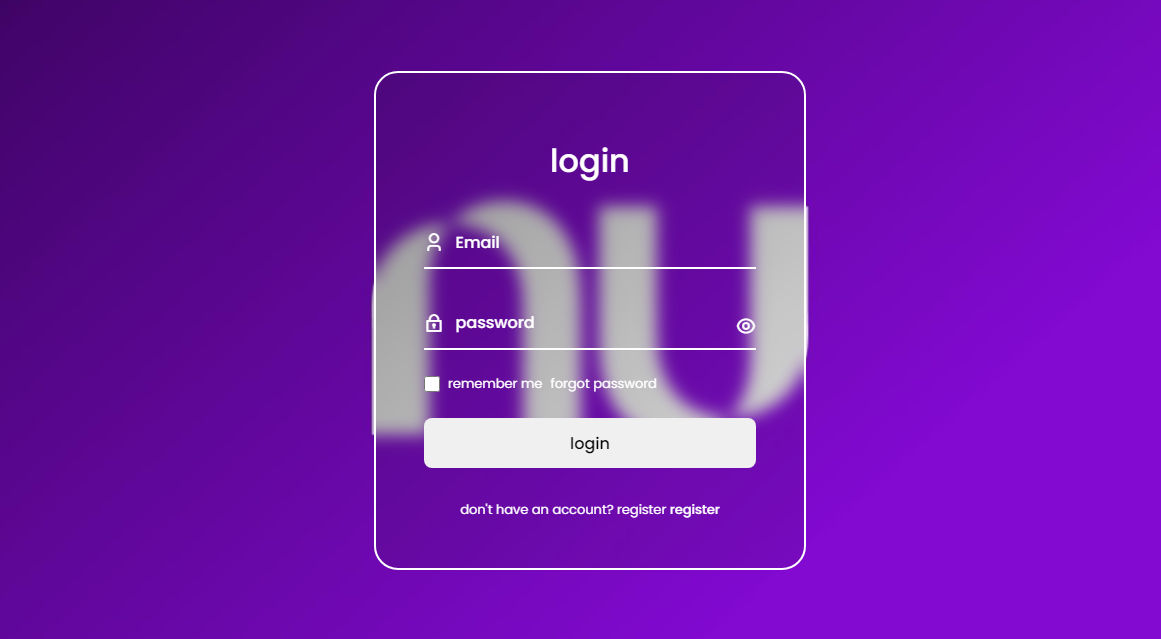 login
nu
Email
password
remember me forgot password
login
don't have an account? register register